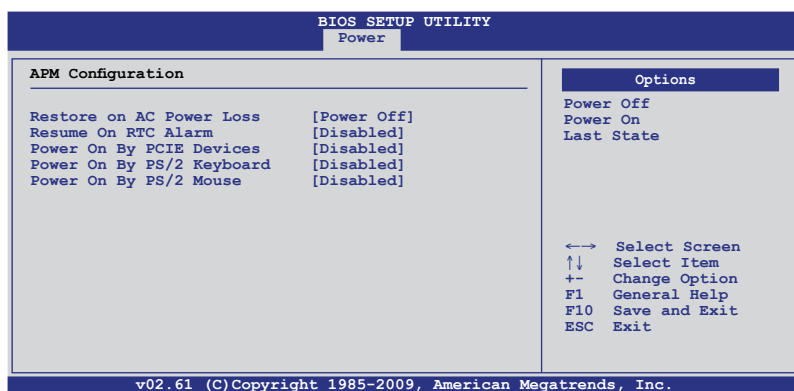 BIOS SETUP UTILITY
Power
APM Configuration
Restore on AC Power Loss [Power Off]
Resume On RTC Alarm [Disabled]
Power On By PCIE Devices [Disabled]
Power On By PS/2 Keyboard [Disabled]
Power On By PS/2 Mouse [Disabled]
Options
Power Off
Power On
Last State
←→ Select Screen
↑↓ Select Item
+- Change Option
F1 General Help
F10 Save and Exit
ESC Exit
v02.61 (C)Copyright 1985-2009, American Megatrends, Inc.